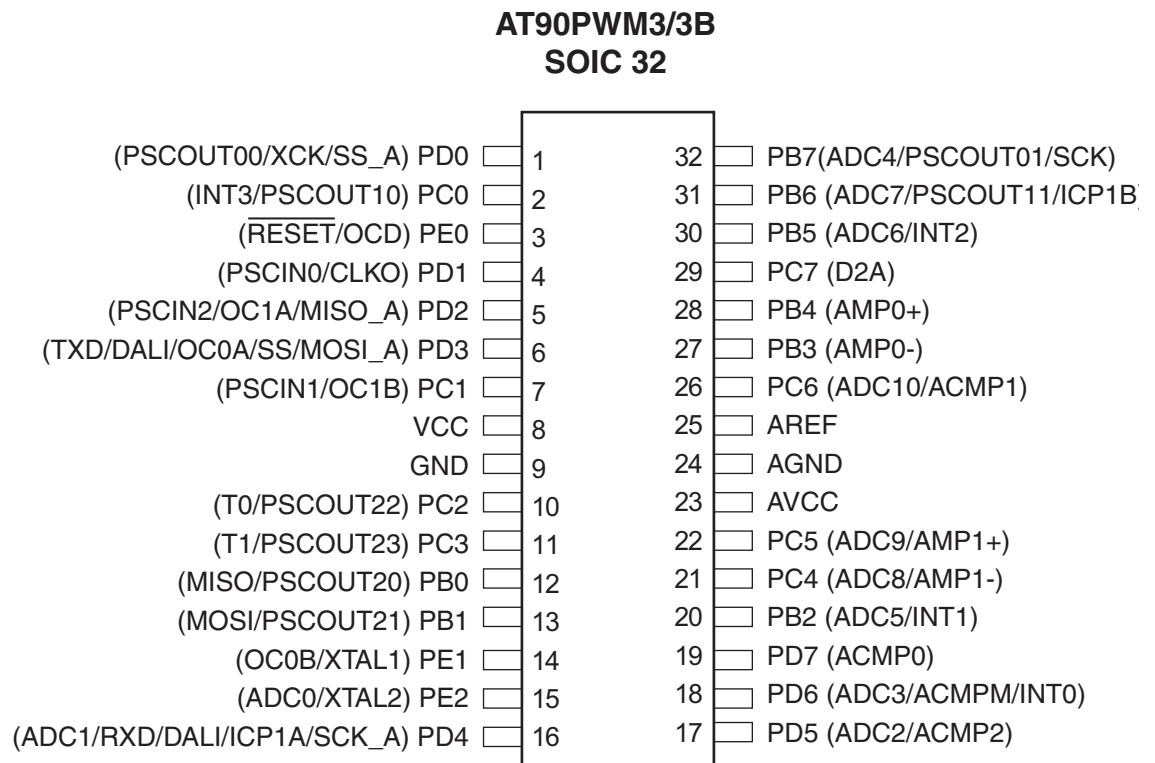 AT90PWM3/3B
SOIC 32
(PSCOUT00/XCK/SS_A) PD0 1 32 PB7(ADC4/PSCOUT01/SCK)
(INT3/PSCOUT10) PC0 2 31 PB6 (ADC7/PSCOUT11/ICP1B)
(RESET/OCD) PE0 3 30 PB5 (ADC6/INT2)
(PSCIN0/CLKO) PD1 4 29 PC7 (D2A)
(PSCIN2/OC1A/MISO_A) PD2 5 28 PB4 (AMP0+)
(TXD/DALI/OC0A/SS/MOSI_A) PD3 6 27 PB3 (AMP0-)
(PSCIN1/OC1B) PC1 7 26 PC6 (ADC10/ACMP1)
VCC 8 25 AREF
GND 9 24 AGND
(T0/PSCOUT22) PC2 10 23 AVCC
(T1/PSCOUT23) PC3 11 22 PC5 (ADC9/AMP1+)
(MISO/PSCOUT20) PB0 12 21 PC4 (ADC8/AMP1-)
(MOSI/PSCOUT21) PB1 13 20 PB2 (ADC5/INT1)
(OC0B/XTAL1) PE1 14 19 PD7 (ACMP0)
(ADC0/XTAL2) PE2 15 18 PD6 (ADC3/ACMPM/INT0)
(ADC1/RXD/DALI/ICP1A/SCK_A) PD4 16 17 PD5 (ADC2/ACMP2)